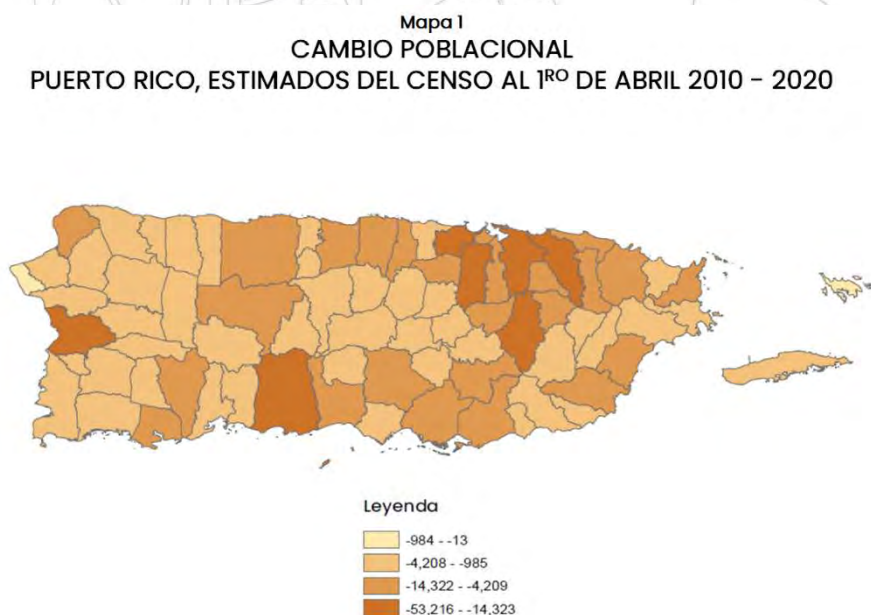 Mapa 1
CAMBIO POBLACIONAL
PUERTO RICO, ESTIMADOS DEL CENSO AL 1RO DE ABRIL 2010 - 2020
Leyenda
-984 - -13
-4,208 - -985
-14,322 - -4,209
-53,216 - -14,323